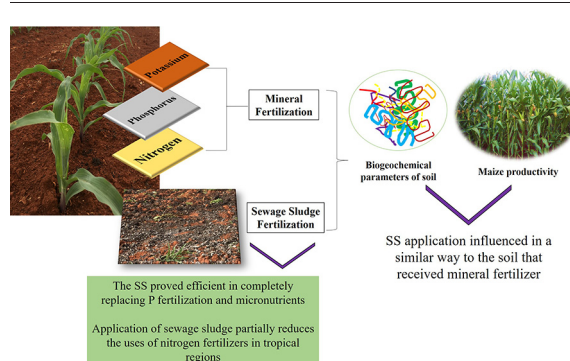 Potassium
Phosphorus
Nitrogen
Mineral
Fertilization
Sewage Sludge
Fertilization
Biogeochemical
parameters of soil
Maize productivity
SS application influenced in a
similar way to the soil that
received mineral fertilizer
The SS proved efficient in completely
replacing P fertilization and micronutrients
Application of sewage sludge partially reduces
the uses of nitrogen fertilizers in tropical
regions